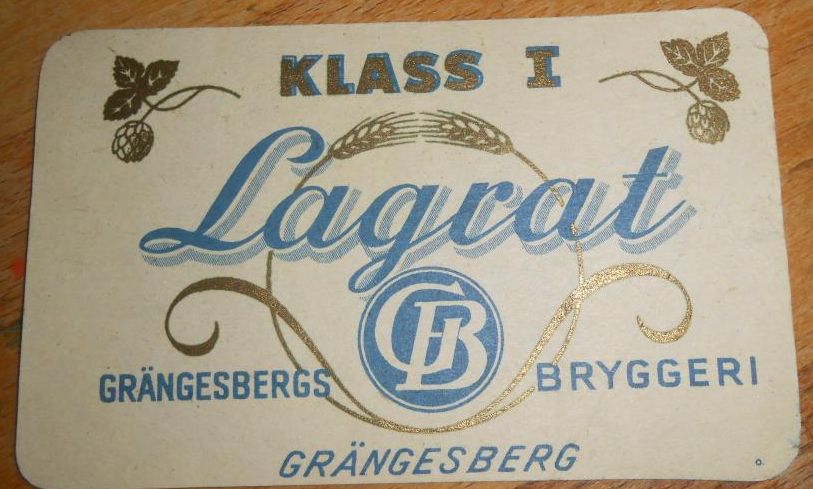 KLASS I
Lagrat
GB
GRÄNGESBERGS BRYGGERI
GRÄNGESBERG
O.